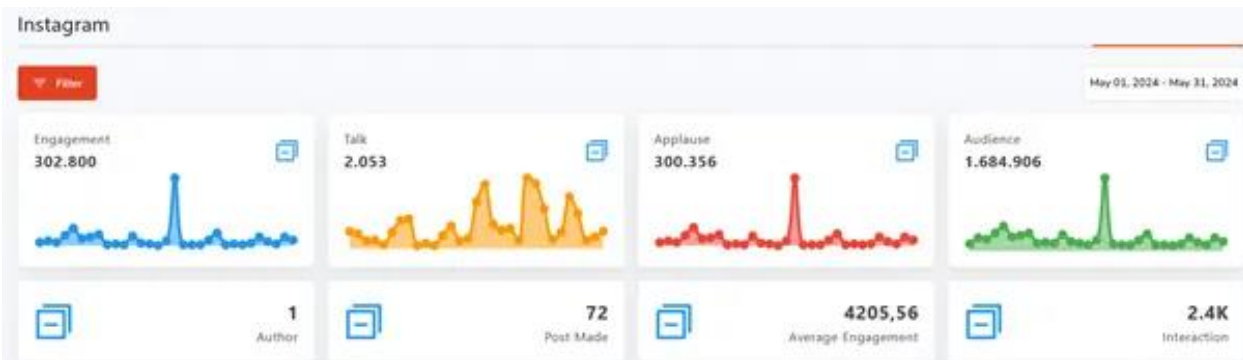 Instagram
Filter
May 01, 2024 - May 31, 2024
Engagement
302.800
Talk
2.053
Applause
300.356
Audience
1.684.906
1
Author
72
Post Made
4205,56
Average Engagement
2.4K
Interaction